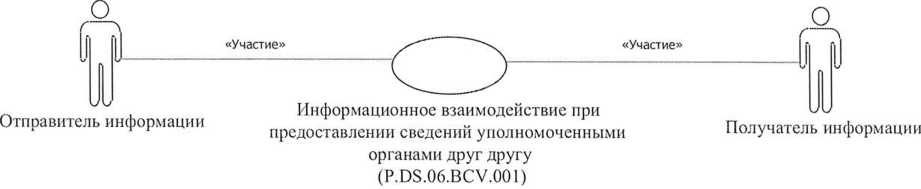 «Участие»
«Участие»
Отправитель информации
Информационное взаимодействие при
предоставлении сведений уполномоченными
органами друг другу
(P.DS.06.BCV.001)
Получатель информации